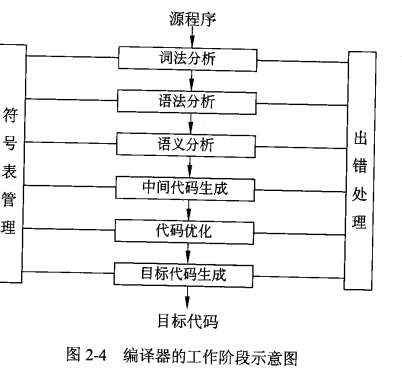 源程序
词法分析
语法分析
语义分析
中间代码生成
代码优化
目标代码生成
目标代码
符号表管理
出错处理
图 2-4 编译器的工作阶段示意图